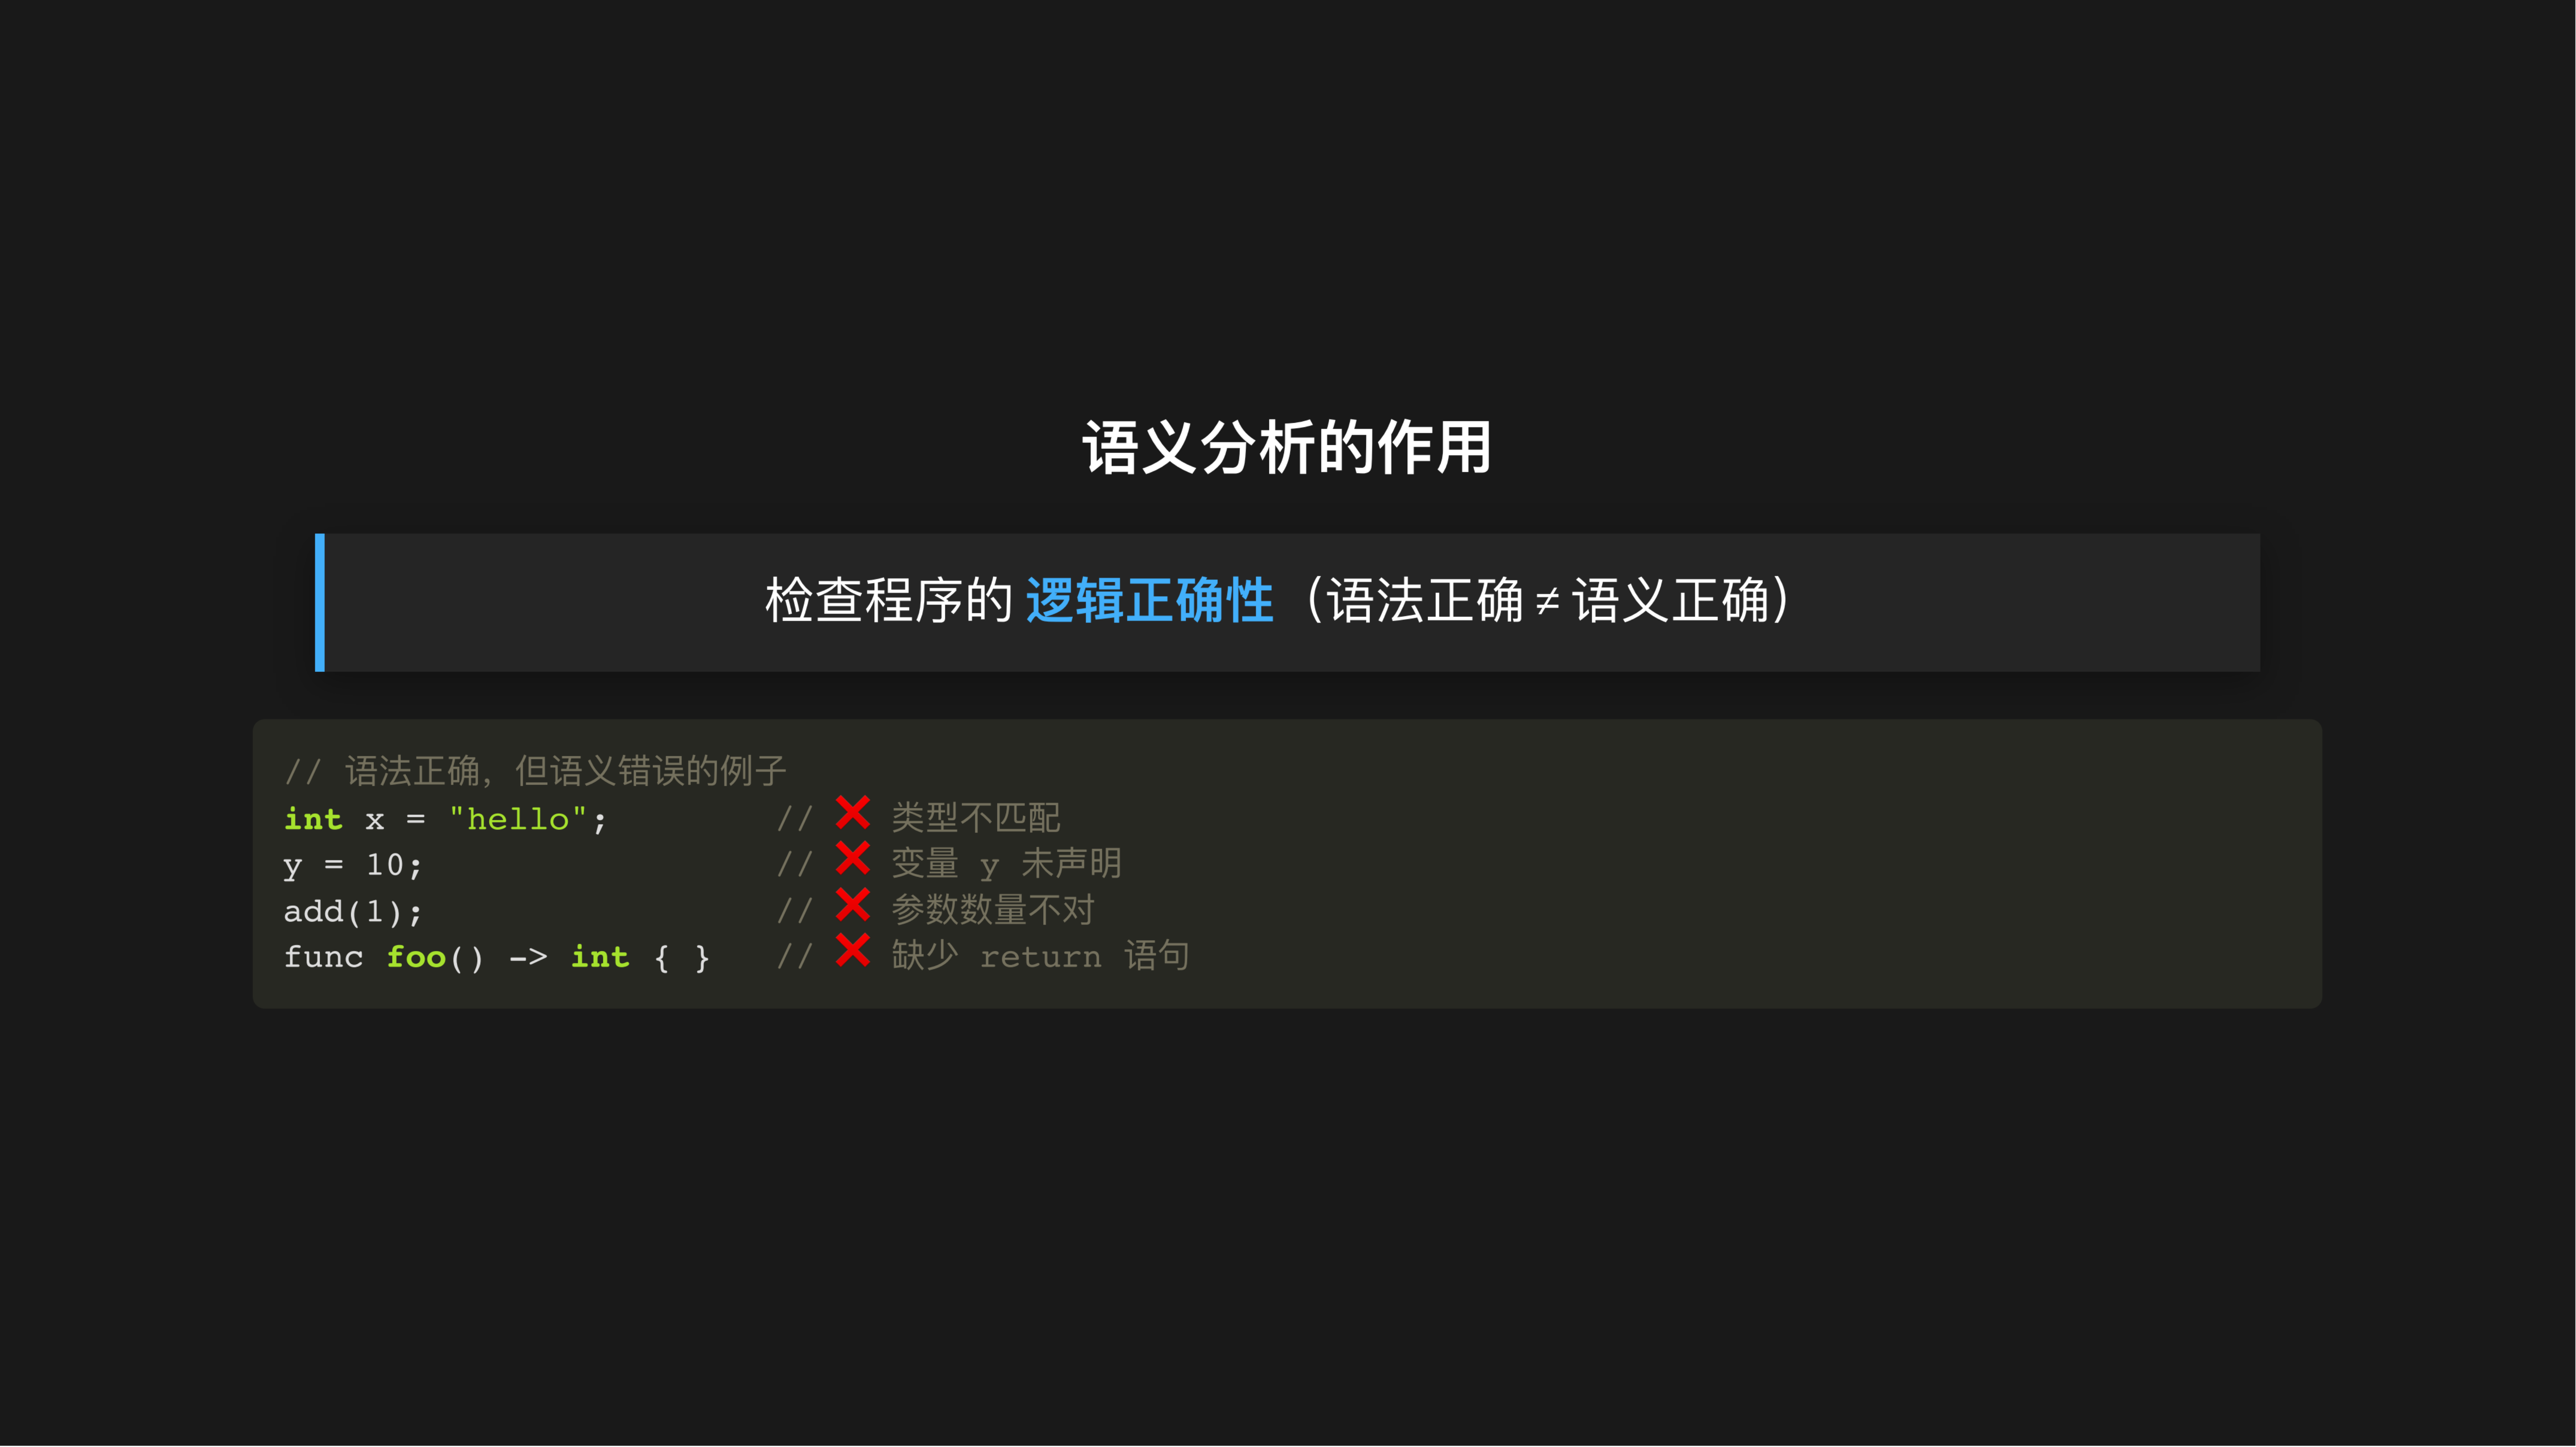 语义分析的作用
检查程序的 逻辑正确性（语法正确 ≠ 语义正确）
// 语法正确，但语义错误的例子
int x = "hello";        // ❌ 类型不匹配
y = 10;                 // ❌ 变量 y 未声明
add(1);                 // ❌ 参数数量不对
func foo() -> int { }   // ❌ 缺少 return 语句